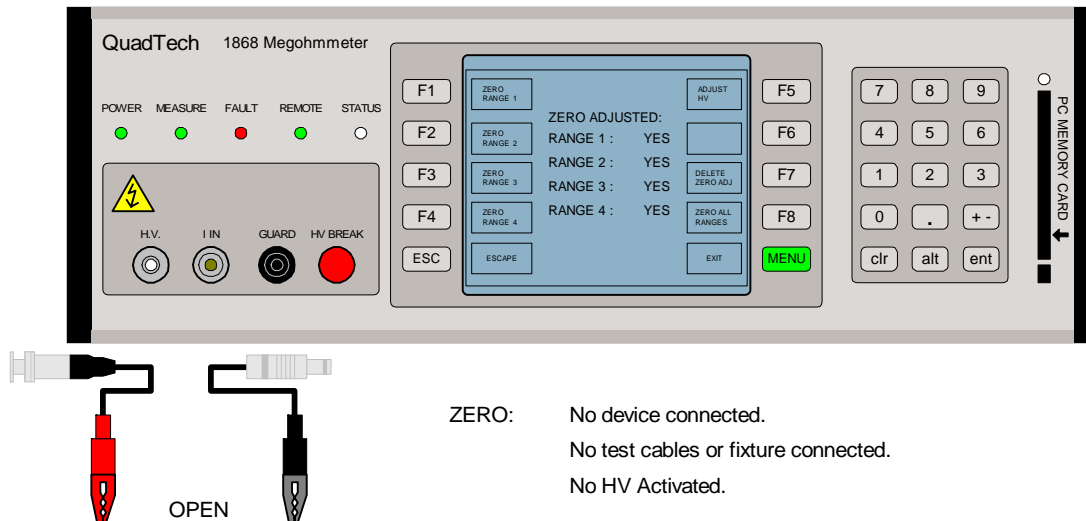 QuadTech 1868 Megohmmeter
POWER MEASURE FAULT REMOTE STATUS
H.V. I IN GUARD HV BREAK
F1
F2
F3
F4
ESC
ZERO
RANGE 1
ZERO
RANGE 2
ZERO
RANGE 3
ZERO
RANGE 4
ESCAPE
ZERO ADJUSTED:
RANGE 1 : YES
RANGE 2 : YES
RANGE 3 : YES
RANGE 4 : YES
ADJUST
HV
DELETE
ZERO ADJ
ZERO ALL
RANGES
EXIT
F5
F6
F7
F8
MENU
7 8 9
4 5 6
1 2 3
0 . + -
clr alt ent
PC MEMORY CARD
OPEN
ZERO: No device connected.
No test cables or fixture connected.
No HV Activated.